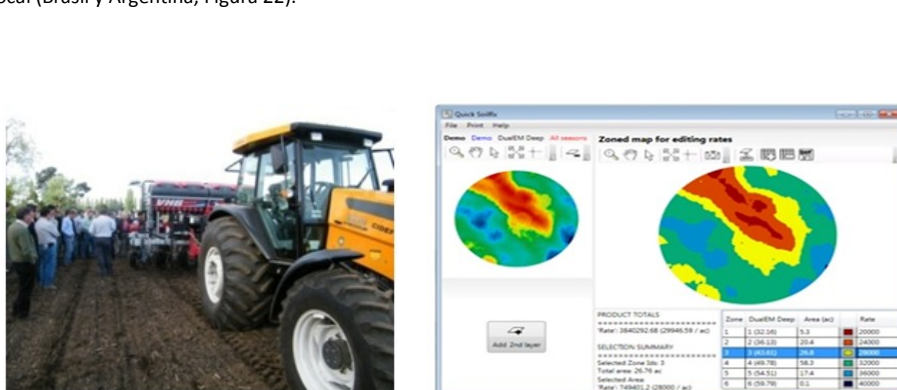 ocal (Brasil y Argentina, Figura 22).
VHB
CIDEF
Quick Soilfix
File Print Help
Demo Demo DualEM Deep All seasons
Zoned map for editing rates
Add 2nd layer
PRODUCT TOTALS
'Rate': 3840292.68 (29946.59 / ac)
SELECTION SUMMARY
Selected Zone Ids: 3
Total area: 26.76 ac
Selected Area
'Rate': 749401.2 (28000 / ac)
Zone DualEM Deep Area (ac) Rate
1 1 (32.16) 5.3 20000
2 2 (36.13) 20.4 24000
3 3 (43.61) 26.8 28000
4 4 (49.78) 58.3 32000
5 5 (54.51) 17.4 36000
6 6 (59.79) 0.1 40000